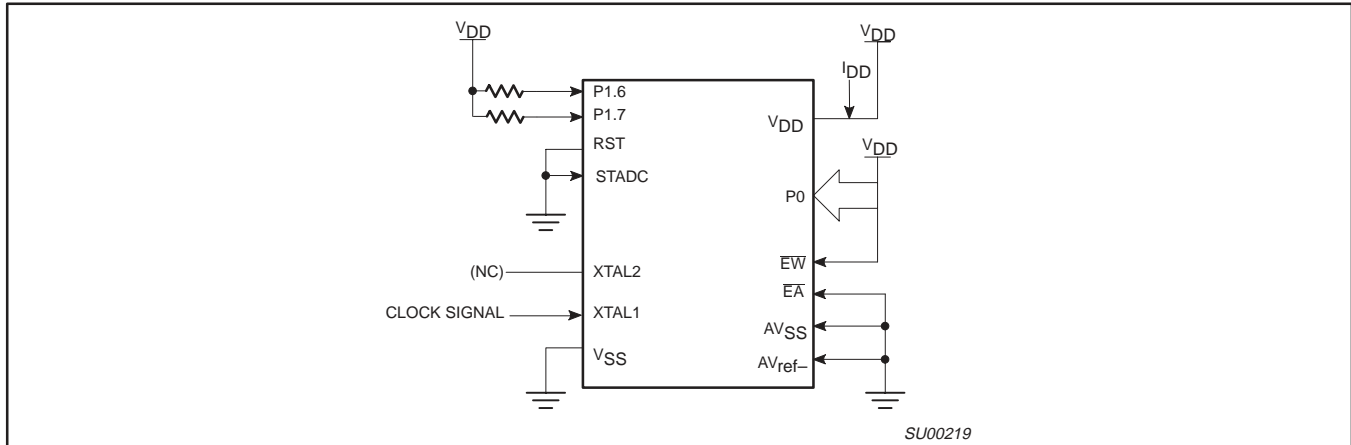 VDD
P1.6
P1.7
RST
STADC
(NC)
XTAL2
CLOCK SIGNAL
XTAL1
VSS
VDD
IDD
VDD
VDD
P0
EW
EA
AVSS
AVref–
SU00219